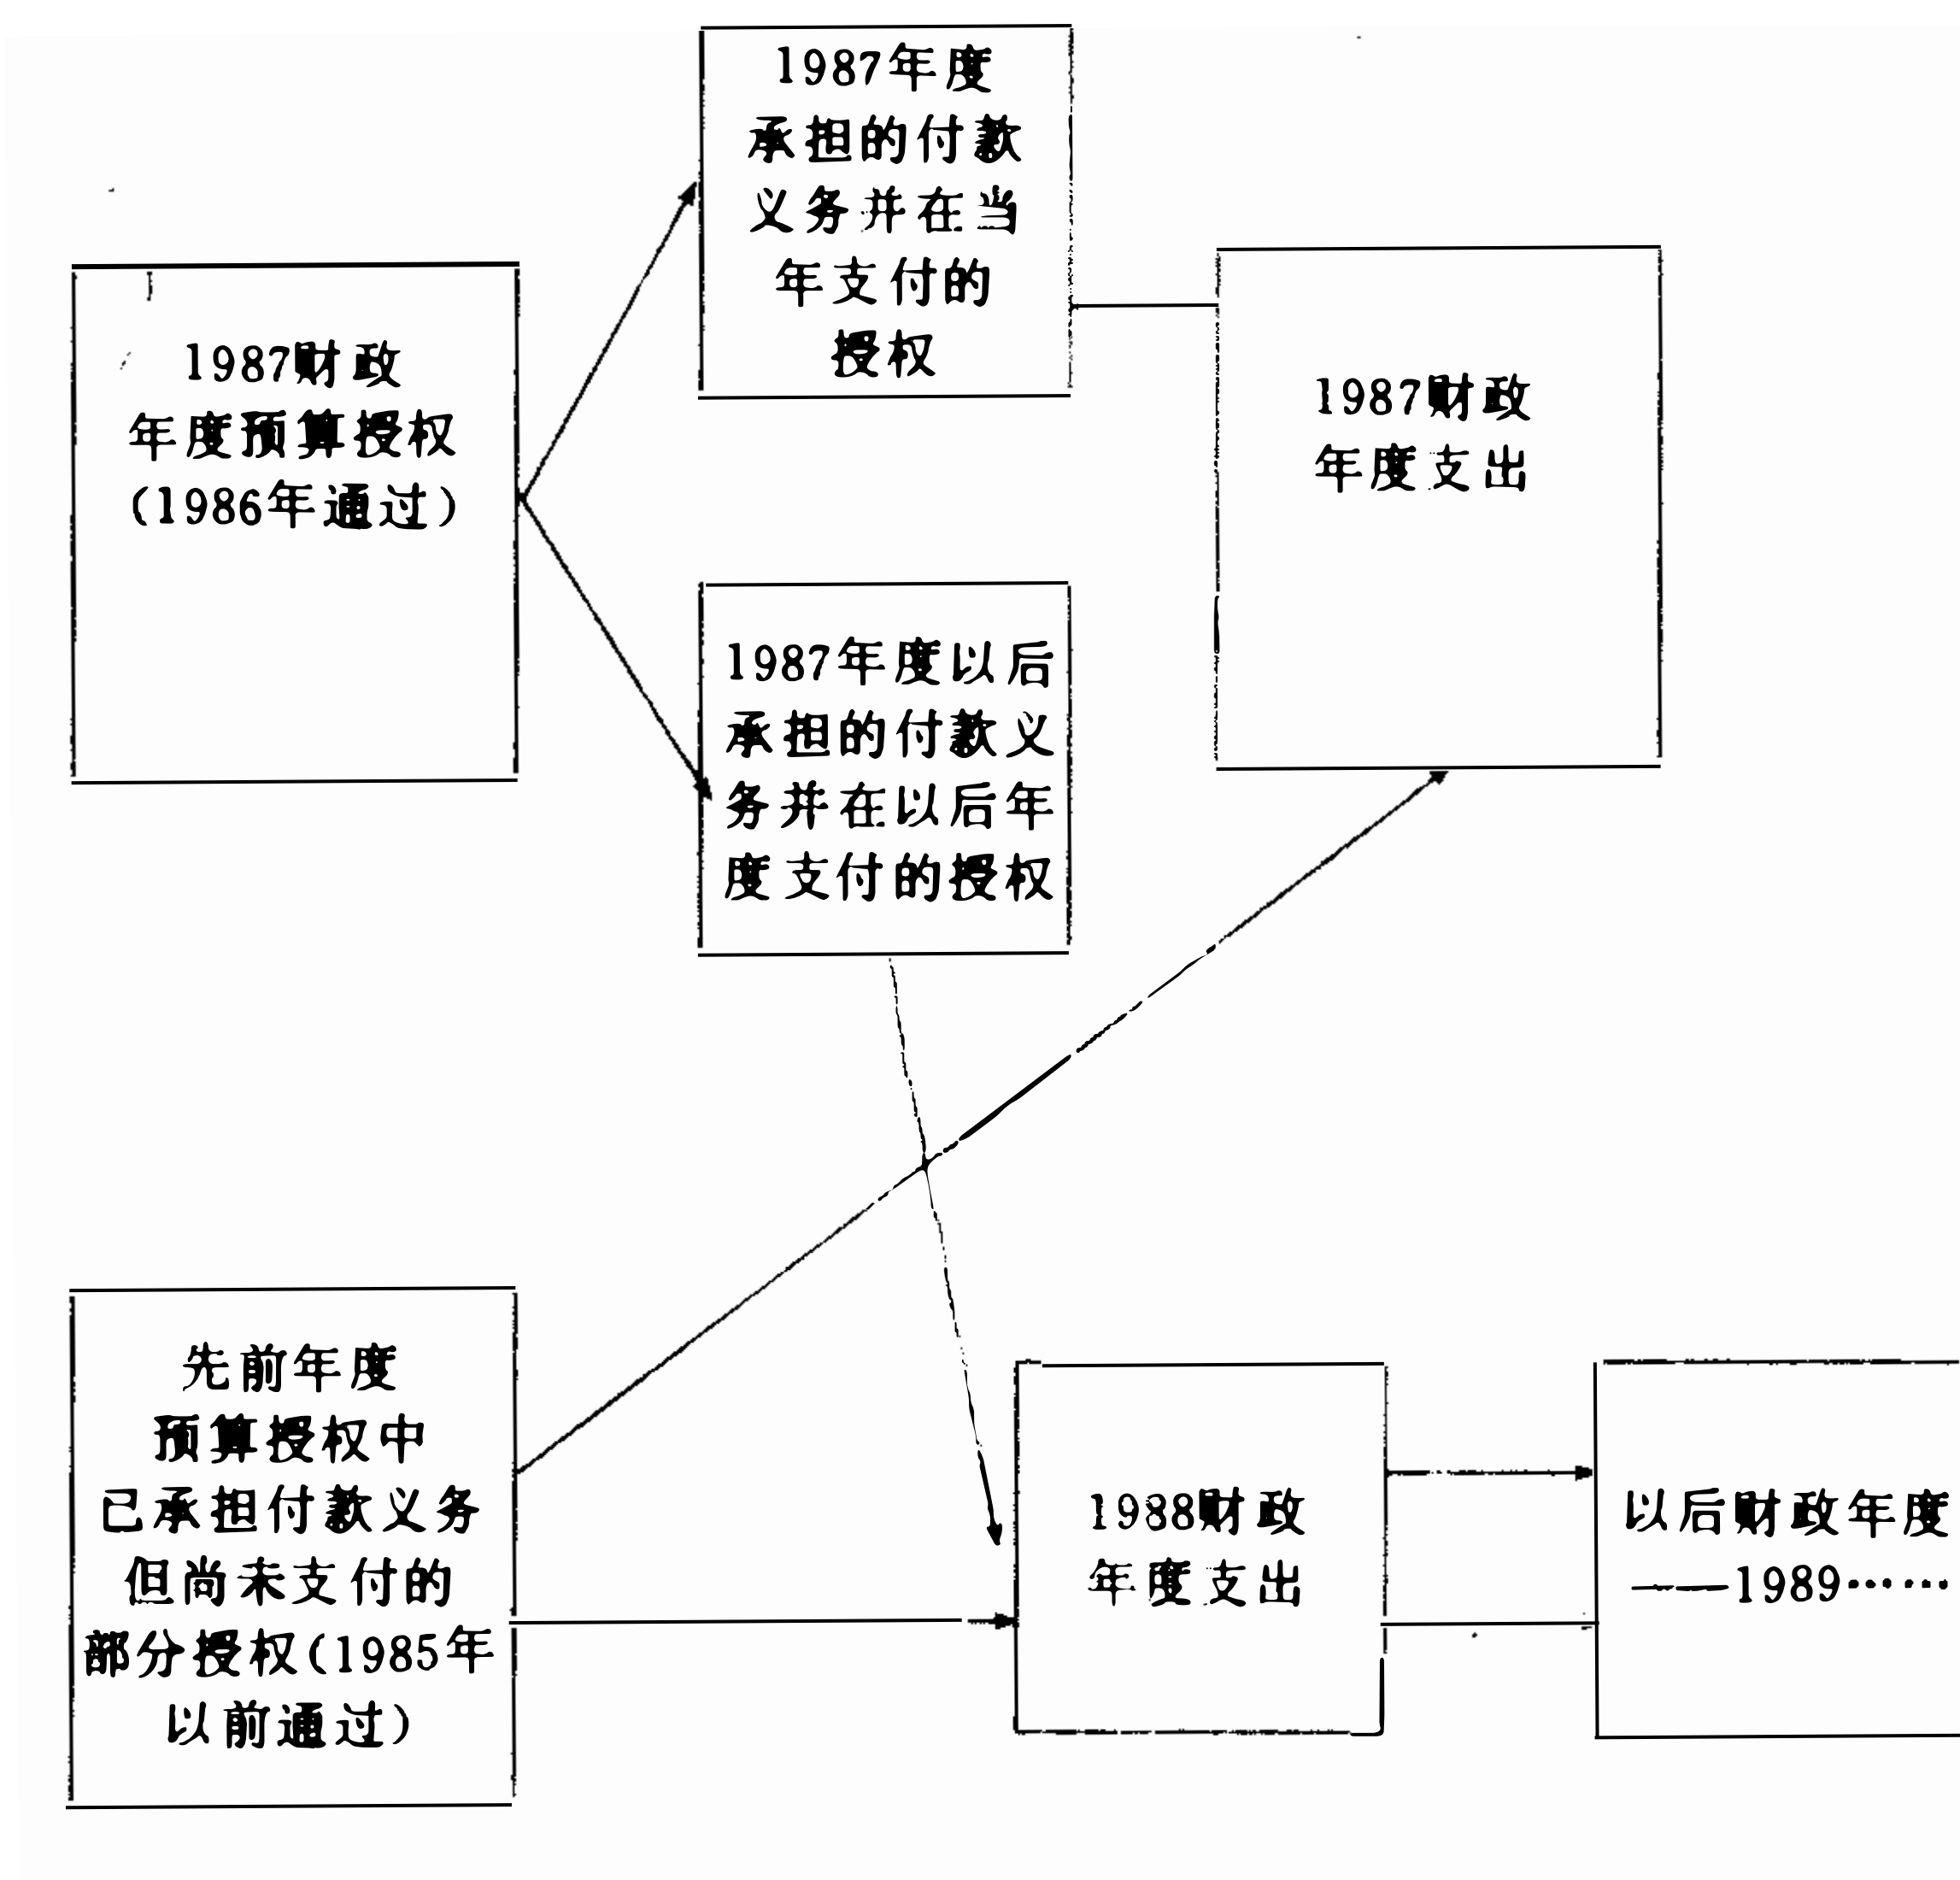 1987年度
承担的付款
义务并在当
年支付的
授权
1987财政
年度预算授权
(1986年通过)
1987财政
年度支出
1987年度以后
承担的付款义
务并在以后年
度支付的授权
先前年度
预算授权中
已承担付款义务
但尚未支付的
部分授权(1985年
以前通过)
1988财政
年度支出
以后财政年度
——1989……